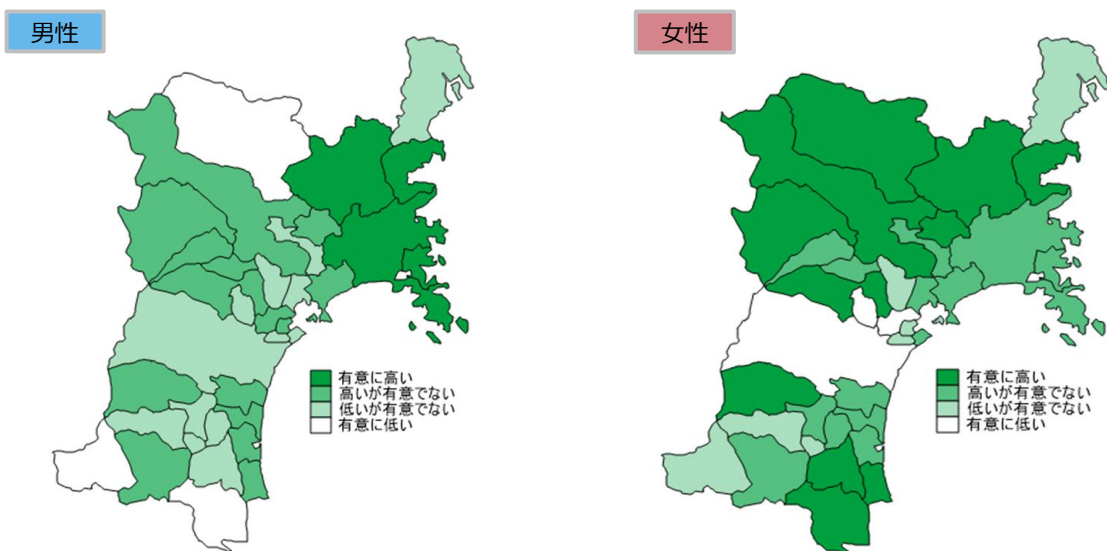 男性
女性
有意に高い
高いが有意でない
低いが有意でない
有意に低い
有意に高い
高いが有意でない
低いが有意でない
有意に低い